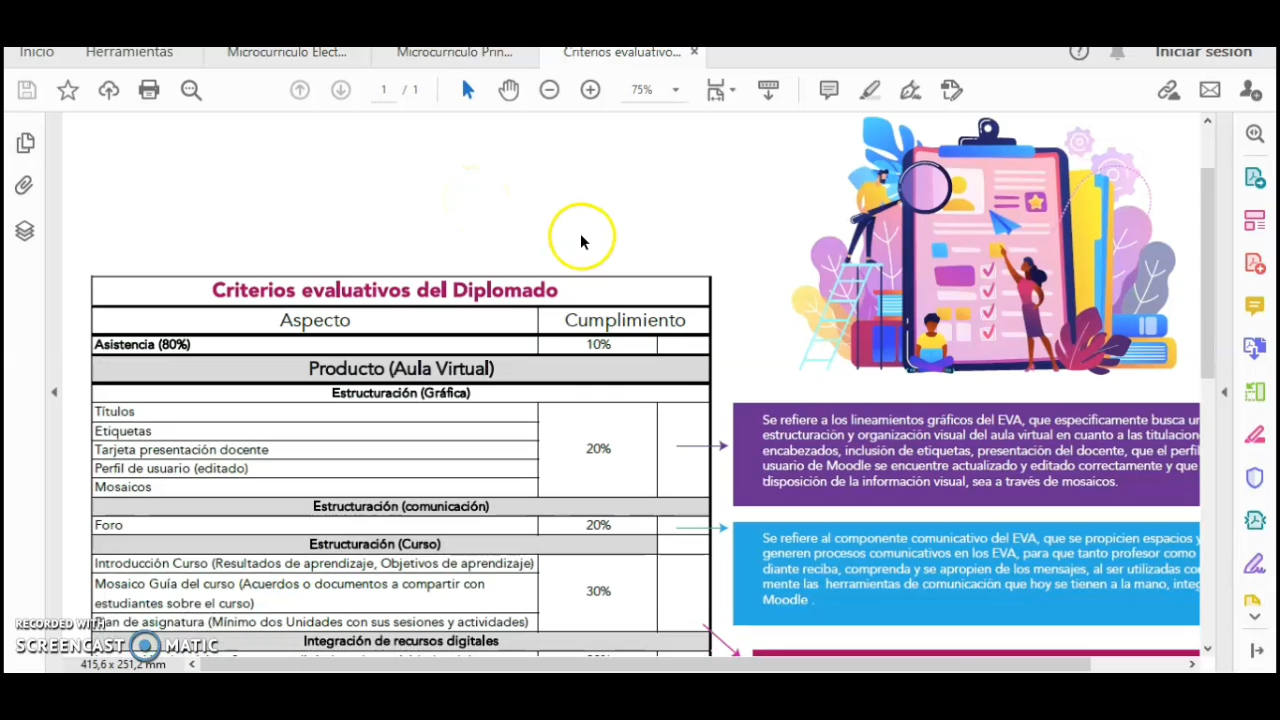 Inicio Herramientas Microcurriculo Elect... Microcurriculo Prin... Criterios evaluativo... × Iniciar sesión
1 / 1 75%
Criterios evaluativos del Diplomado
Aspecto Cumplimiento
Asistencia (80%) 10%
Producto (Aula Virtual)
Estructuración (Gráfica)
Títulos
Etiquetas
Tarjeta presentación docente 20%
Perfil de usuario (editado)
Mosaicos
Estructuración (comunicación)
Foro 20%
Estructuración (Curso)
Introducción Curso (Resultados de aprendizaje, Objetivos de aprendizaje)
Mosaico Guía del curso (Acuerdos o documentos a compartir con
estudiantes sobre el curso) 30%
Plan de asignatura (Mínimo dos Unidades con sus sesiones y actividades)
Integración de recursos digitales
Se refiere a los lineamientos gráficos del EVA, que especificamente busca un
estructuración y organización visual del aula virtual en cuanto a las titulacion
encabezados, inclusión de etiquetas, presentación del docente, que el perfi
usuario de Moodle se encuentre actualizado y editado correctamente y que
disposición de la información visual, sea a través de mosaicos.
Se refiere al componente comunicativo del EVA, que se propicien espacios y
generen procesos comunicativos en los EVA, para que tanto profesor como
diante reciba, comprenda y se apropien de los mensajes, al ser utilizadas co
mente las herramientas de comunicación que hoy se tienen a la mano, integ
Moodle .
RECORDED WITH
SCREENCAST MATIC
415,6 x 251,2 mm